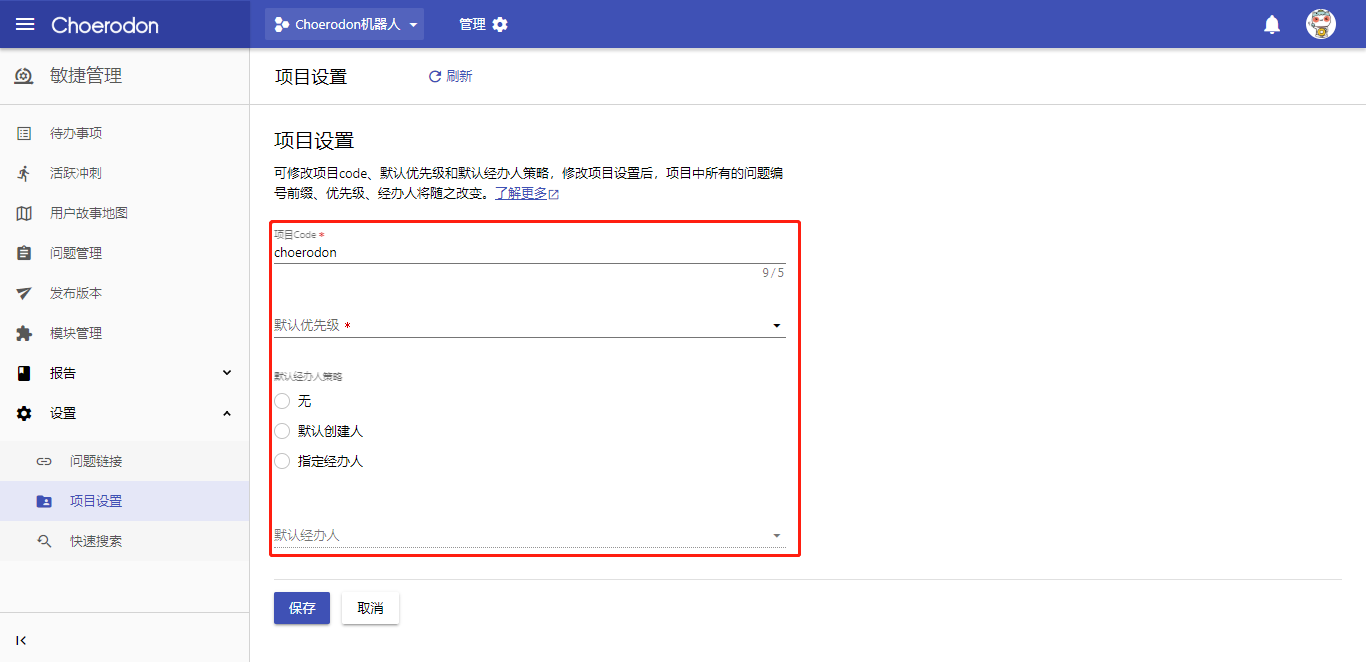 Choerodon
Choerodon机器人
管理
敏捷管理
项目设置
刷新
待办事项
活跃冲刺
用户故事地图
问题管理
发布版本
模块管理
报告
设置
问题链接
项目设置
快速搜索
项目设置
可修改项目code、默认优先级和默认经办人策略，修改项目设置后，项目中所有的问题编
号前缀、优先级、经办人将随之改变。了解更多
项目Code *
choerodon
9 / 5
默认优先级 *
默认经办人策略
无
默认创建人
指定经办人
默认经办人
保存
取消